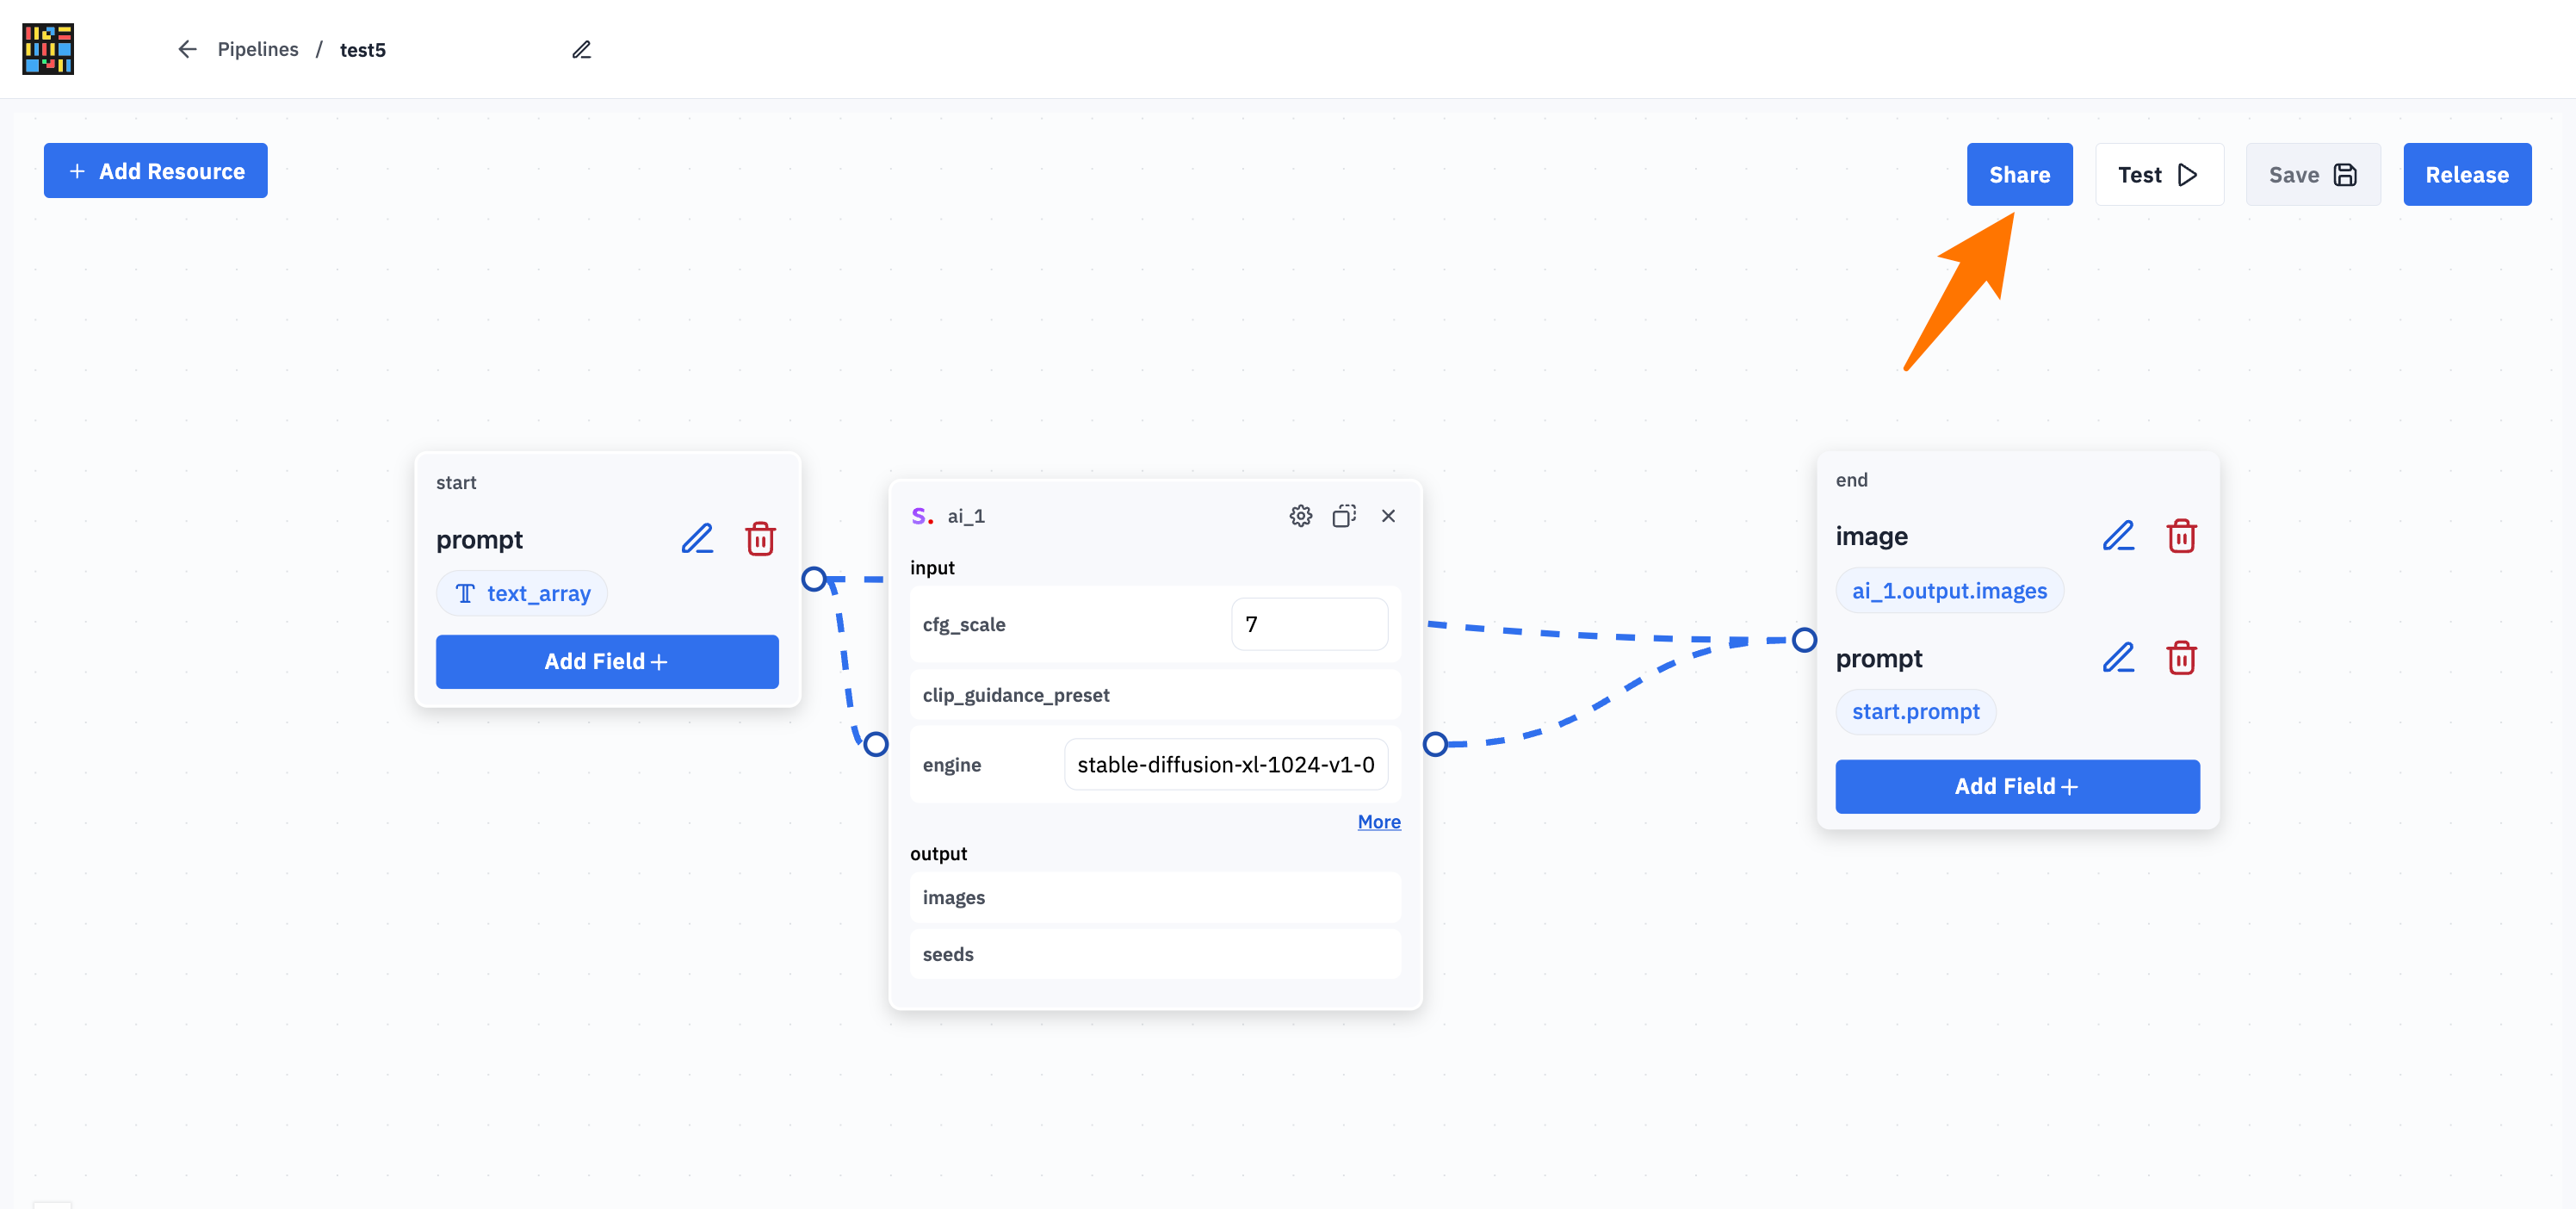 Pipelines / test5
+ Add Resource
Share
Test
Save
Release
start
prompt
text_array
Add Field+
S. ai_1
input
cfg_scale
7
clip_guidance_preset
engine
stable-diffusion-xl-1024-v1-0
More
output
images
seeds
end
image
ai_1.output.images
prompt
start.prompt
Add Field+